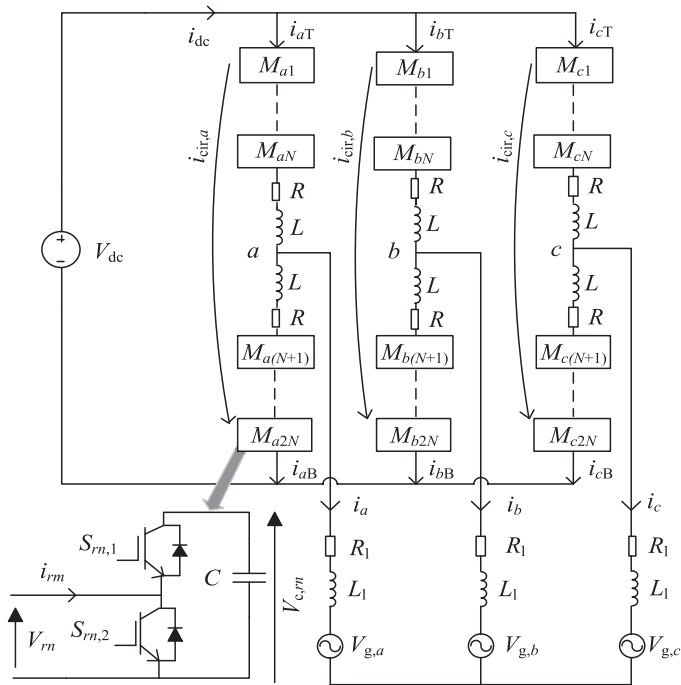 i_dc i_aT i_bT i_cT
M_a1 M_b1 M_c1
i_cir,a i_cir,b i_cir,c
M_aN M_bN M_cN
R R R
L L L
V_dc a b c
L L L
R R R
M_a(N+1) M_b(N+1) M_c(N+1)
M_a2N M_b2N M_c2N
i_aB i_bB i_cB
i_a i_b i_c
S_rn,1
R_1 R_1 R_1
i_rm C V_c,rn
L_1 L_1 L_1
V_rn S_rn,2
V_g,a V_g,b V_g,c